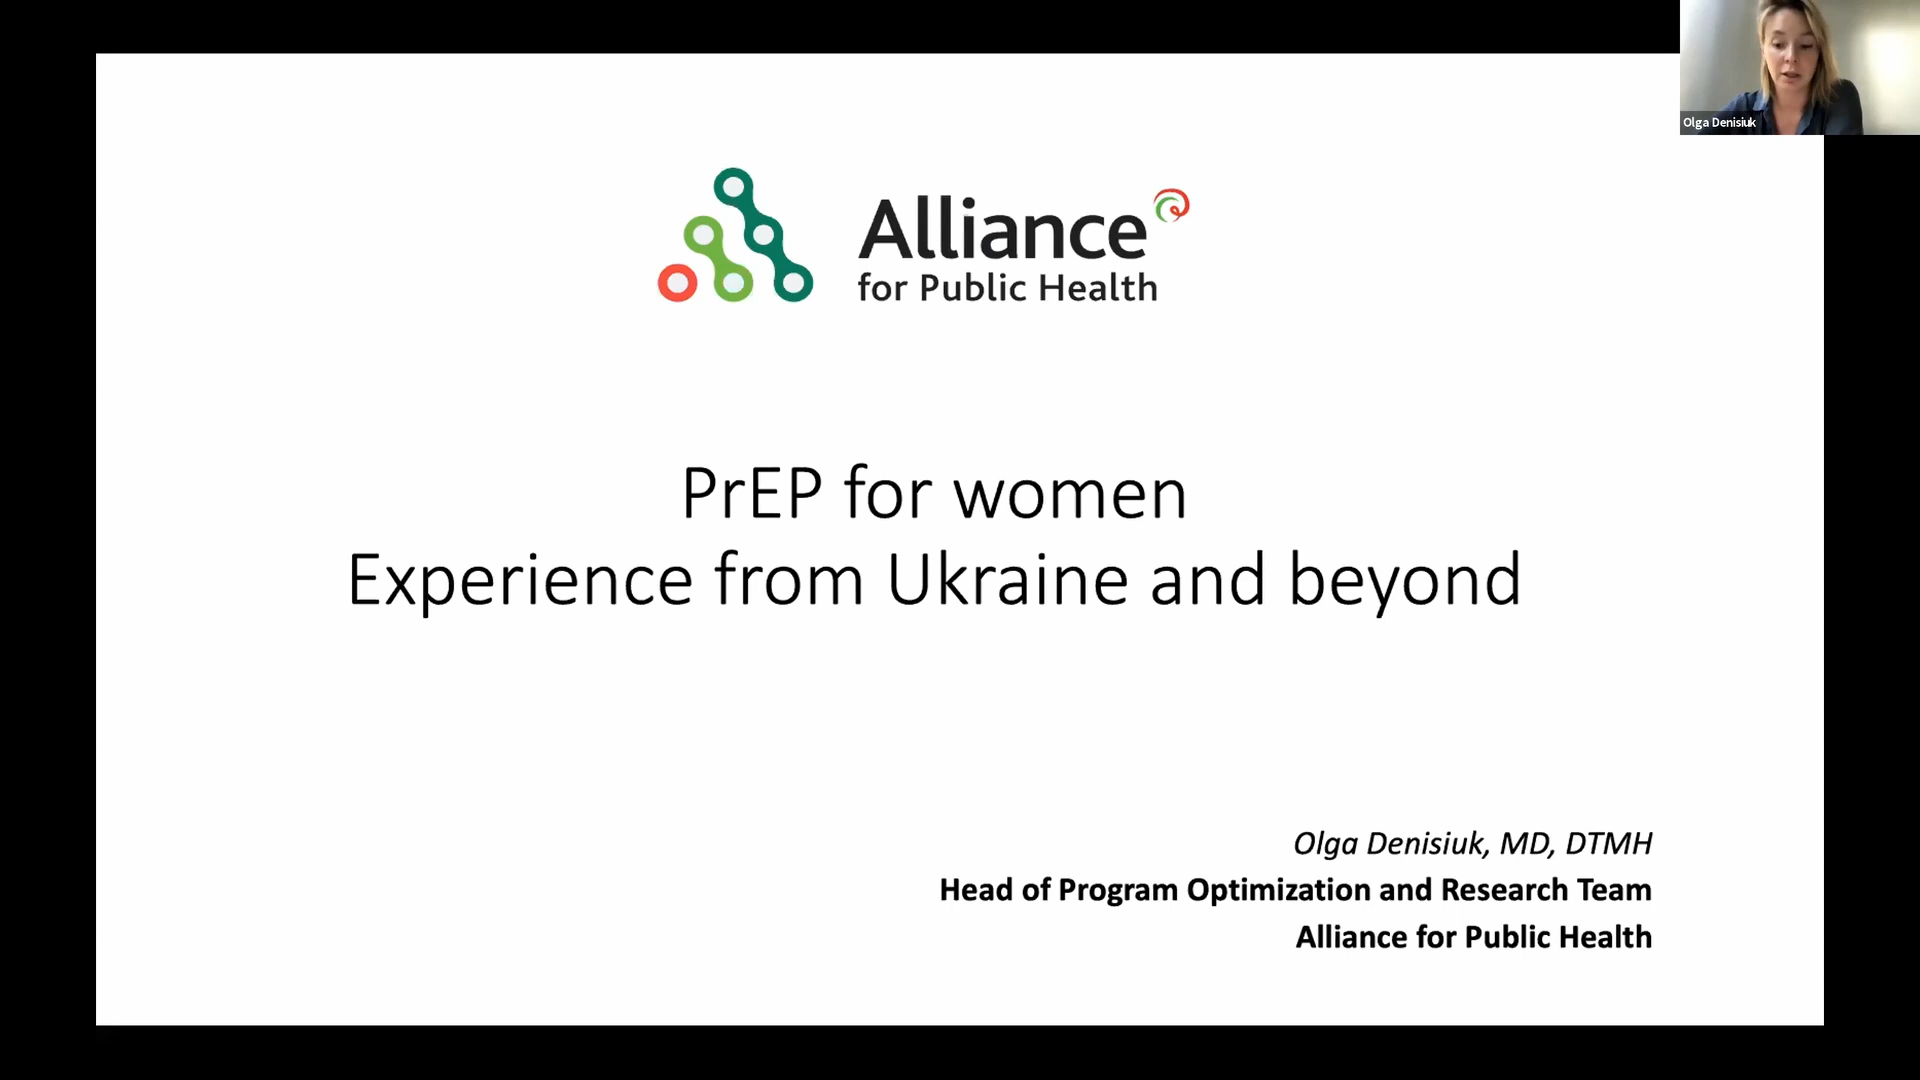 Olga Denisiuk
Alliance
for Public Health
PrEP for women
Experience from Ukraine and beyond
Olga Denisiuk, MD, DTMH
Head of Program Optimization and Research Team
Alliance for Public Health